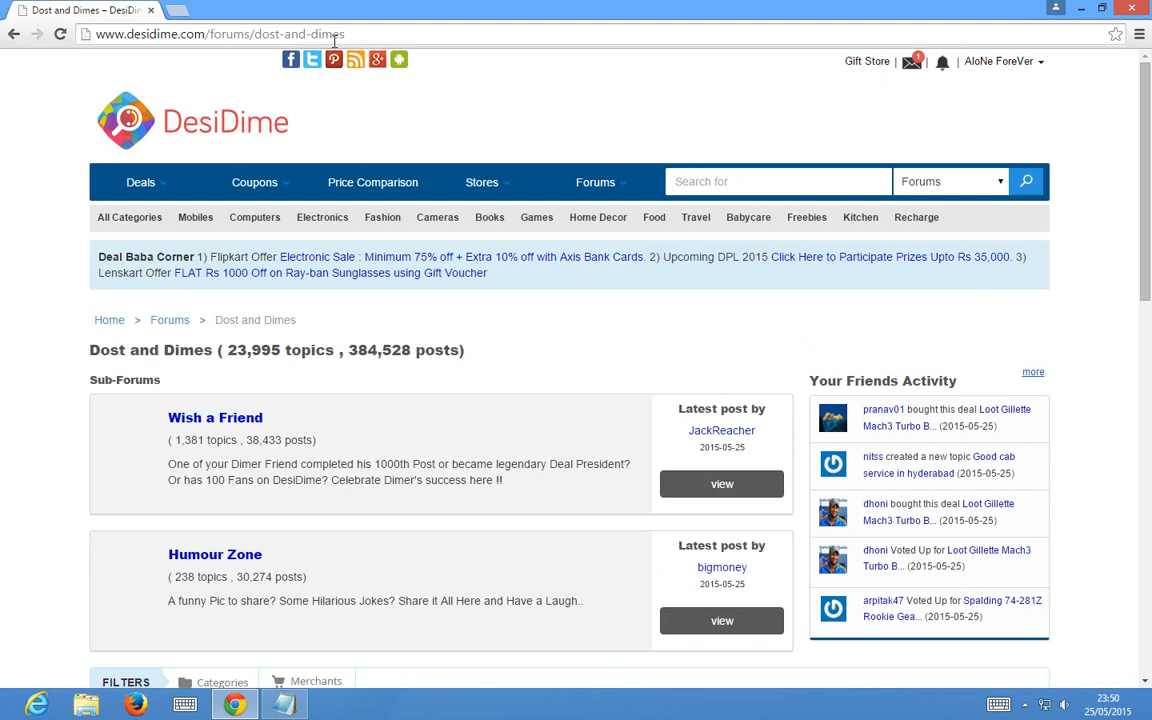 Dost and Dimes – DesiDim
www.desidime.com/forums/dost-and-dimes
Gift Store | 1 | | AloNe ForeVer
DesiDime
Deals Coupons Price Comparison Stores Forums Search for Forums
All Categories Mobiles Computers Electronics Fashion Cameras Books Games Home Decor Food Travel Babycare Freebies Kitchen Recharge
Deal Baba Corner 1) Flipkart Offer Electronic Sale : Minimum 75% off + Extra 10% off with Axis Bank Cards. 2) Upcoming DPL 2015 Click Here to Participate Prizes Upto Rs 35,000. 3)
Lenskart Offer FLAT Rs 1000 Off on Ray-ban Sunglasses using Gift Voucher
Home > Forums > Dost and Dimes
Dost and Dimes ( 23,995 topics , 384,528 posts)
Sub-Forums
Wish a Friend
( 1,381 topics , 38,433 posts)
One of your Dimer Friend completed his 1000th Post or became legendary Deal President?
Or has 100 Fans on DesiDime? Celebrate Dimer's success here !!
Latest post by
JackReacher
2015-05-25
view
Humour Zone
( 238 topics , 30,274 posts)
A funny Pic to share? Some Hilarious Jokes? Share it All Here and Have a Laugh..
Latest post by
bigmoney
2015-05-25
view
more
Your Friends Activity
pranav01 bought this deal Loot Gillette
Mach3 Turbo B... (2015-05-25)
nitss created a new topic Good cab
service in hyderabad (2015-05-25)
dhoni bought this deal Loot Gillette
Mach3 Turbo B... (2015-05-25)
dhoni Voted Up for Loot Gillette Mach3
Turbo B... (2015-05-25)
arpitak47 Voted Up for Spalding 74-281Z
Rookie Gea... (2015-05-25)
FILTERS Categories Merchants
23:50
25/05/2015